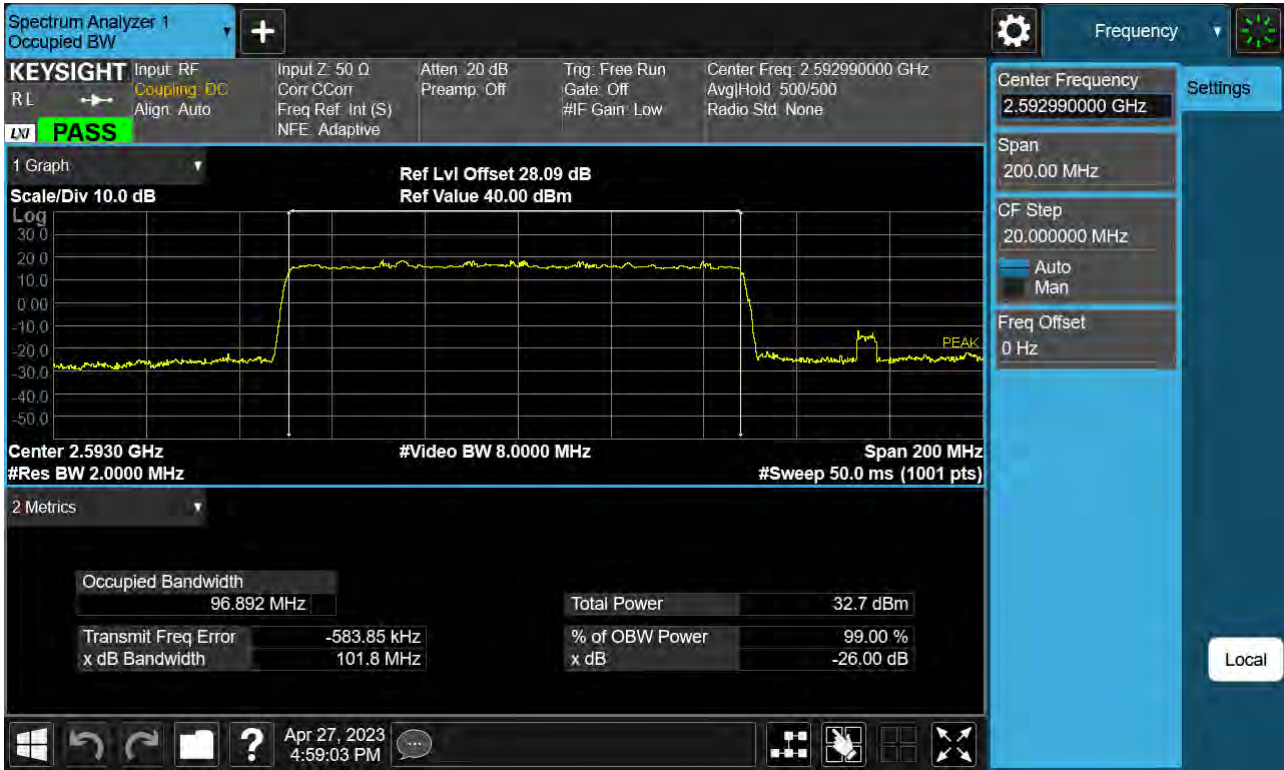 Spectrum Analyzer 1
Occupied BW
+
Frequency
KEYSIGHT
RL
LXI
PASS
Input: RF
Coupling: DC
Align: Auto
Input Z: 50 Ω
Corr CCorr
Freq Ref: Int (S)
NFE: Adaptive
Atten: 20 dB
Preamp: Off
Trig: Free Run
Gate: Off
#IF Gain: Low
Center Freq: 2.592990000 GHz
Avg|Hold: 500/500
Radio Std: None
Center Frequency
2.592990000 GHz
Settings
Span
200.00 MHz
CF Step
20.000000 MHz
Auto
Man
Freq Offset
0 Hz
Local
1 Graph
Scale/Div 10.0 dB
Ref Lvl Offset 28.09 dB
Ref Value 40.00 dBm
Log
30.0
20.0
10.0
0.00
-10.0
-20.0
-30.0
-40.0
-50.0
PEAK
Center 2.5930 GHz
#Video BW 8.0000 MHz
Span 200 MHz
#Res BW 2.0000 MHz
#Sweep 50.0 ms (1001 pts)
2 Metrics
Occupied Bandwidth
96.892 MHz
Total Power 32.7 dBm
Transmit Freq Error -583.85 kHz
% of OBW Power 99.00 %
x dB Bandwidth 101.8 MHz
x dB -26.00 dB
?
Apr 27, 2023
4:59:03 PM